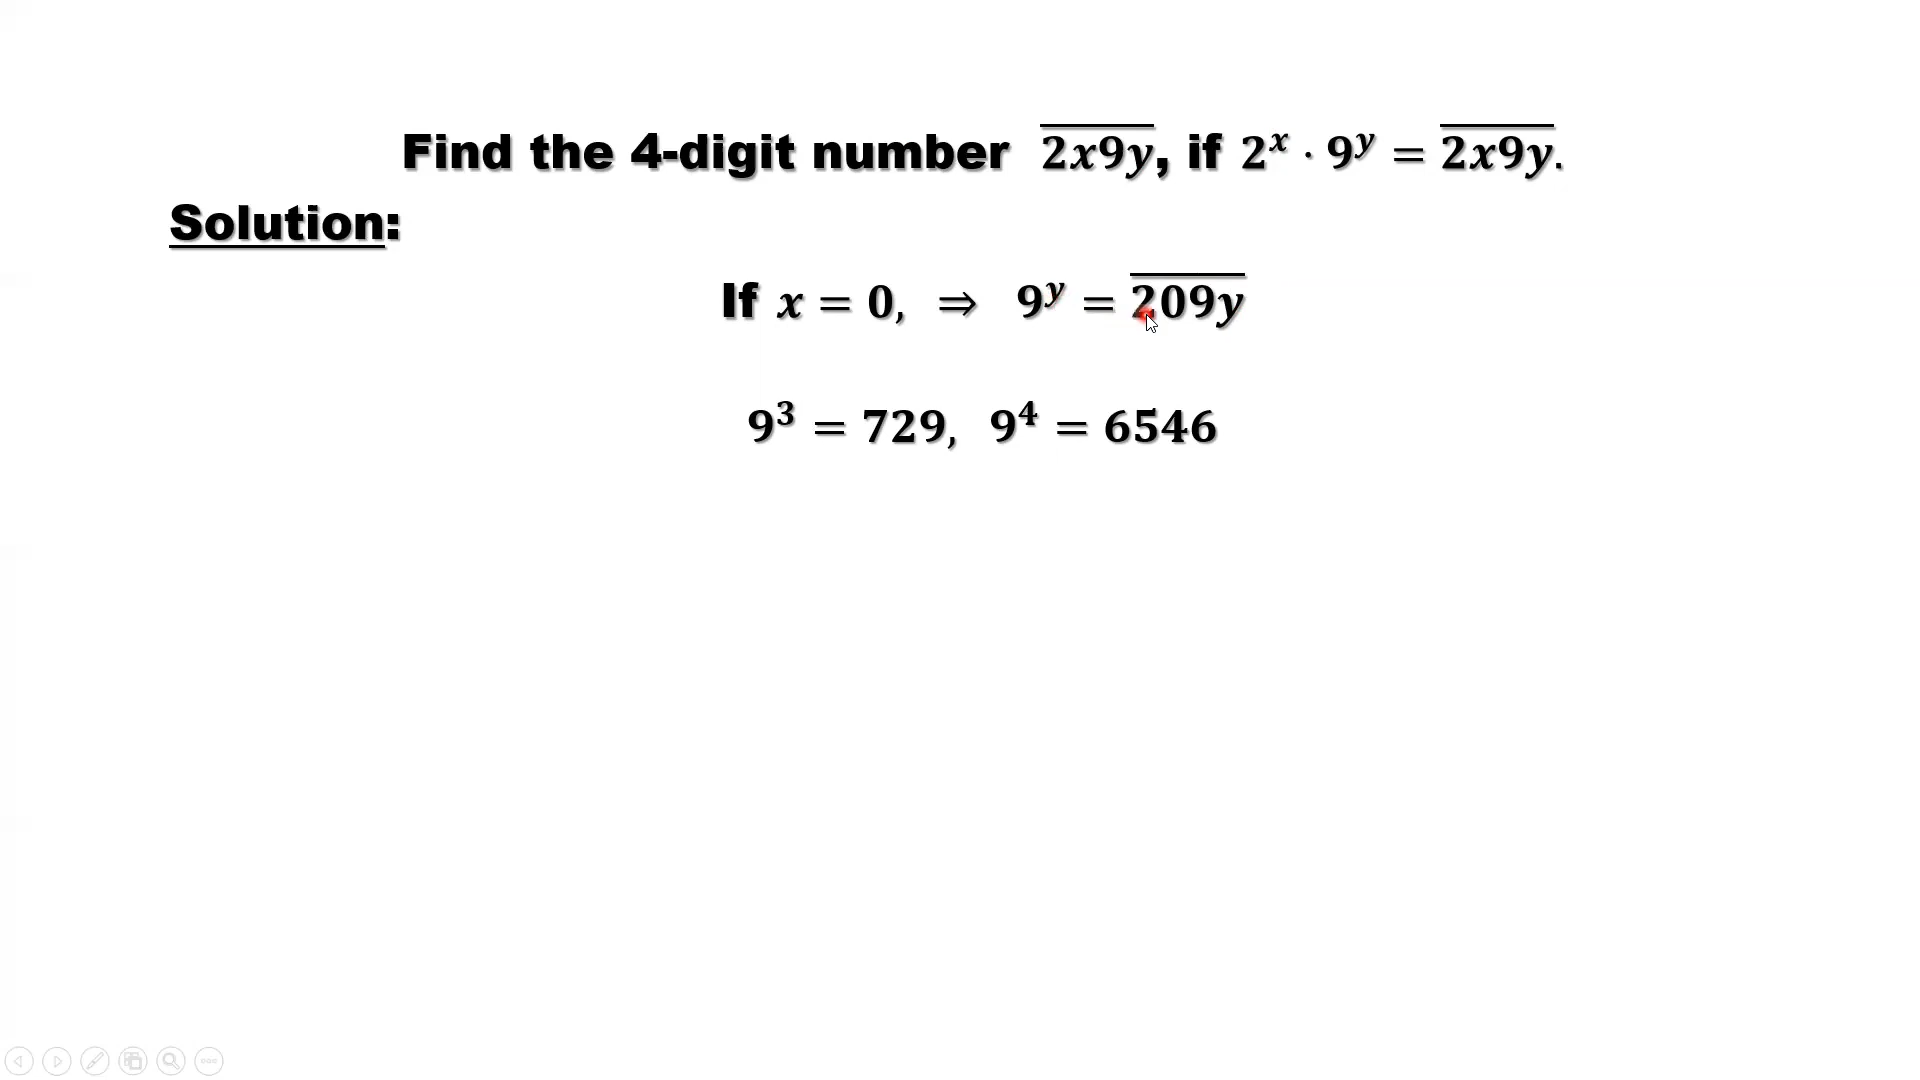 Find the 4-digit number $\overline{2x9y}$, if $2^x \cdot 9^y = \overline{2x9y}$.
Solution:
If $x = 0$, $\Rightarrow$ $9^y = \overline{209y}$
$9^3 = 729$, $9^4 = 6546$